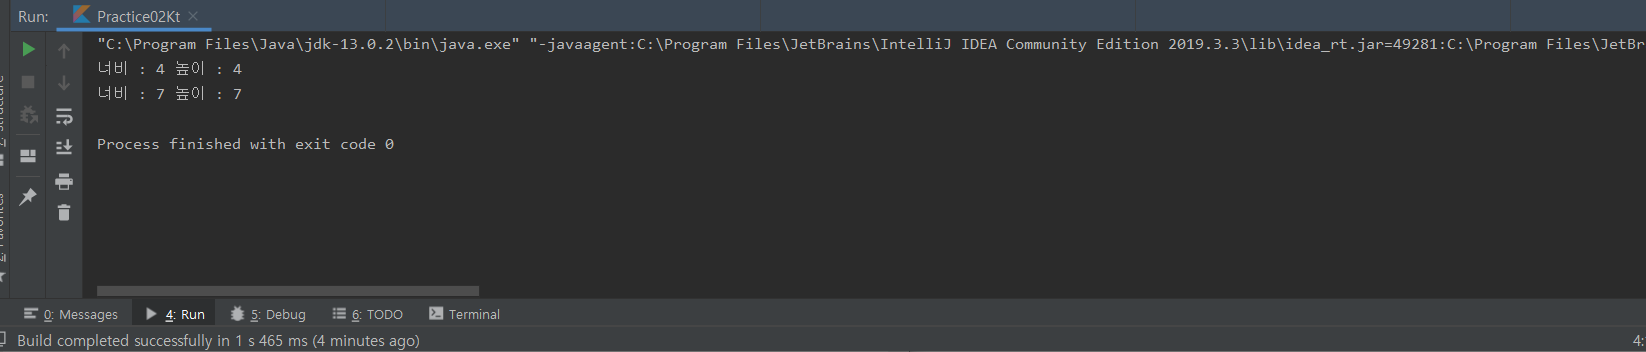 Run: Practice02Kt
"C:\Program Files\Java\jdk-13.0.2\bin\java.exe" "-javaagent:C:\Program Files\JetBrains\IntelliJ IDEA Community Edition 2019.3.3\lib\idea_rt.jar=49281:C:\Program Files\JetBr
너비 : 4 높이 : 4
너비 : 7 높이 : 7
Process finished with exit code 0
0: Messages 4: Run 5: Debug 6: TODO Terminal
Build completed successfully in 1 s 465 ms (4 minutes ago)